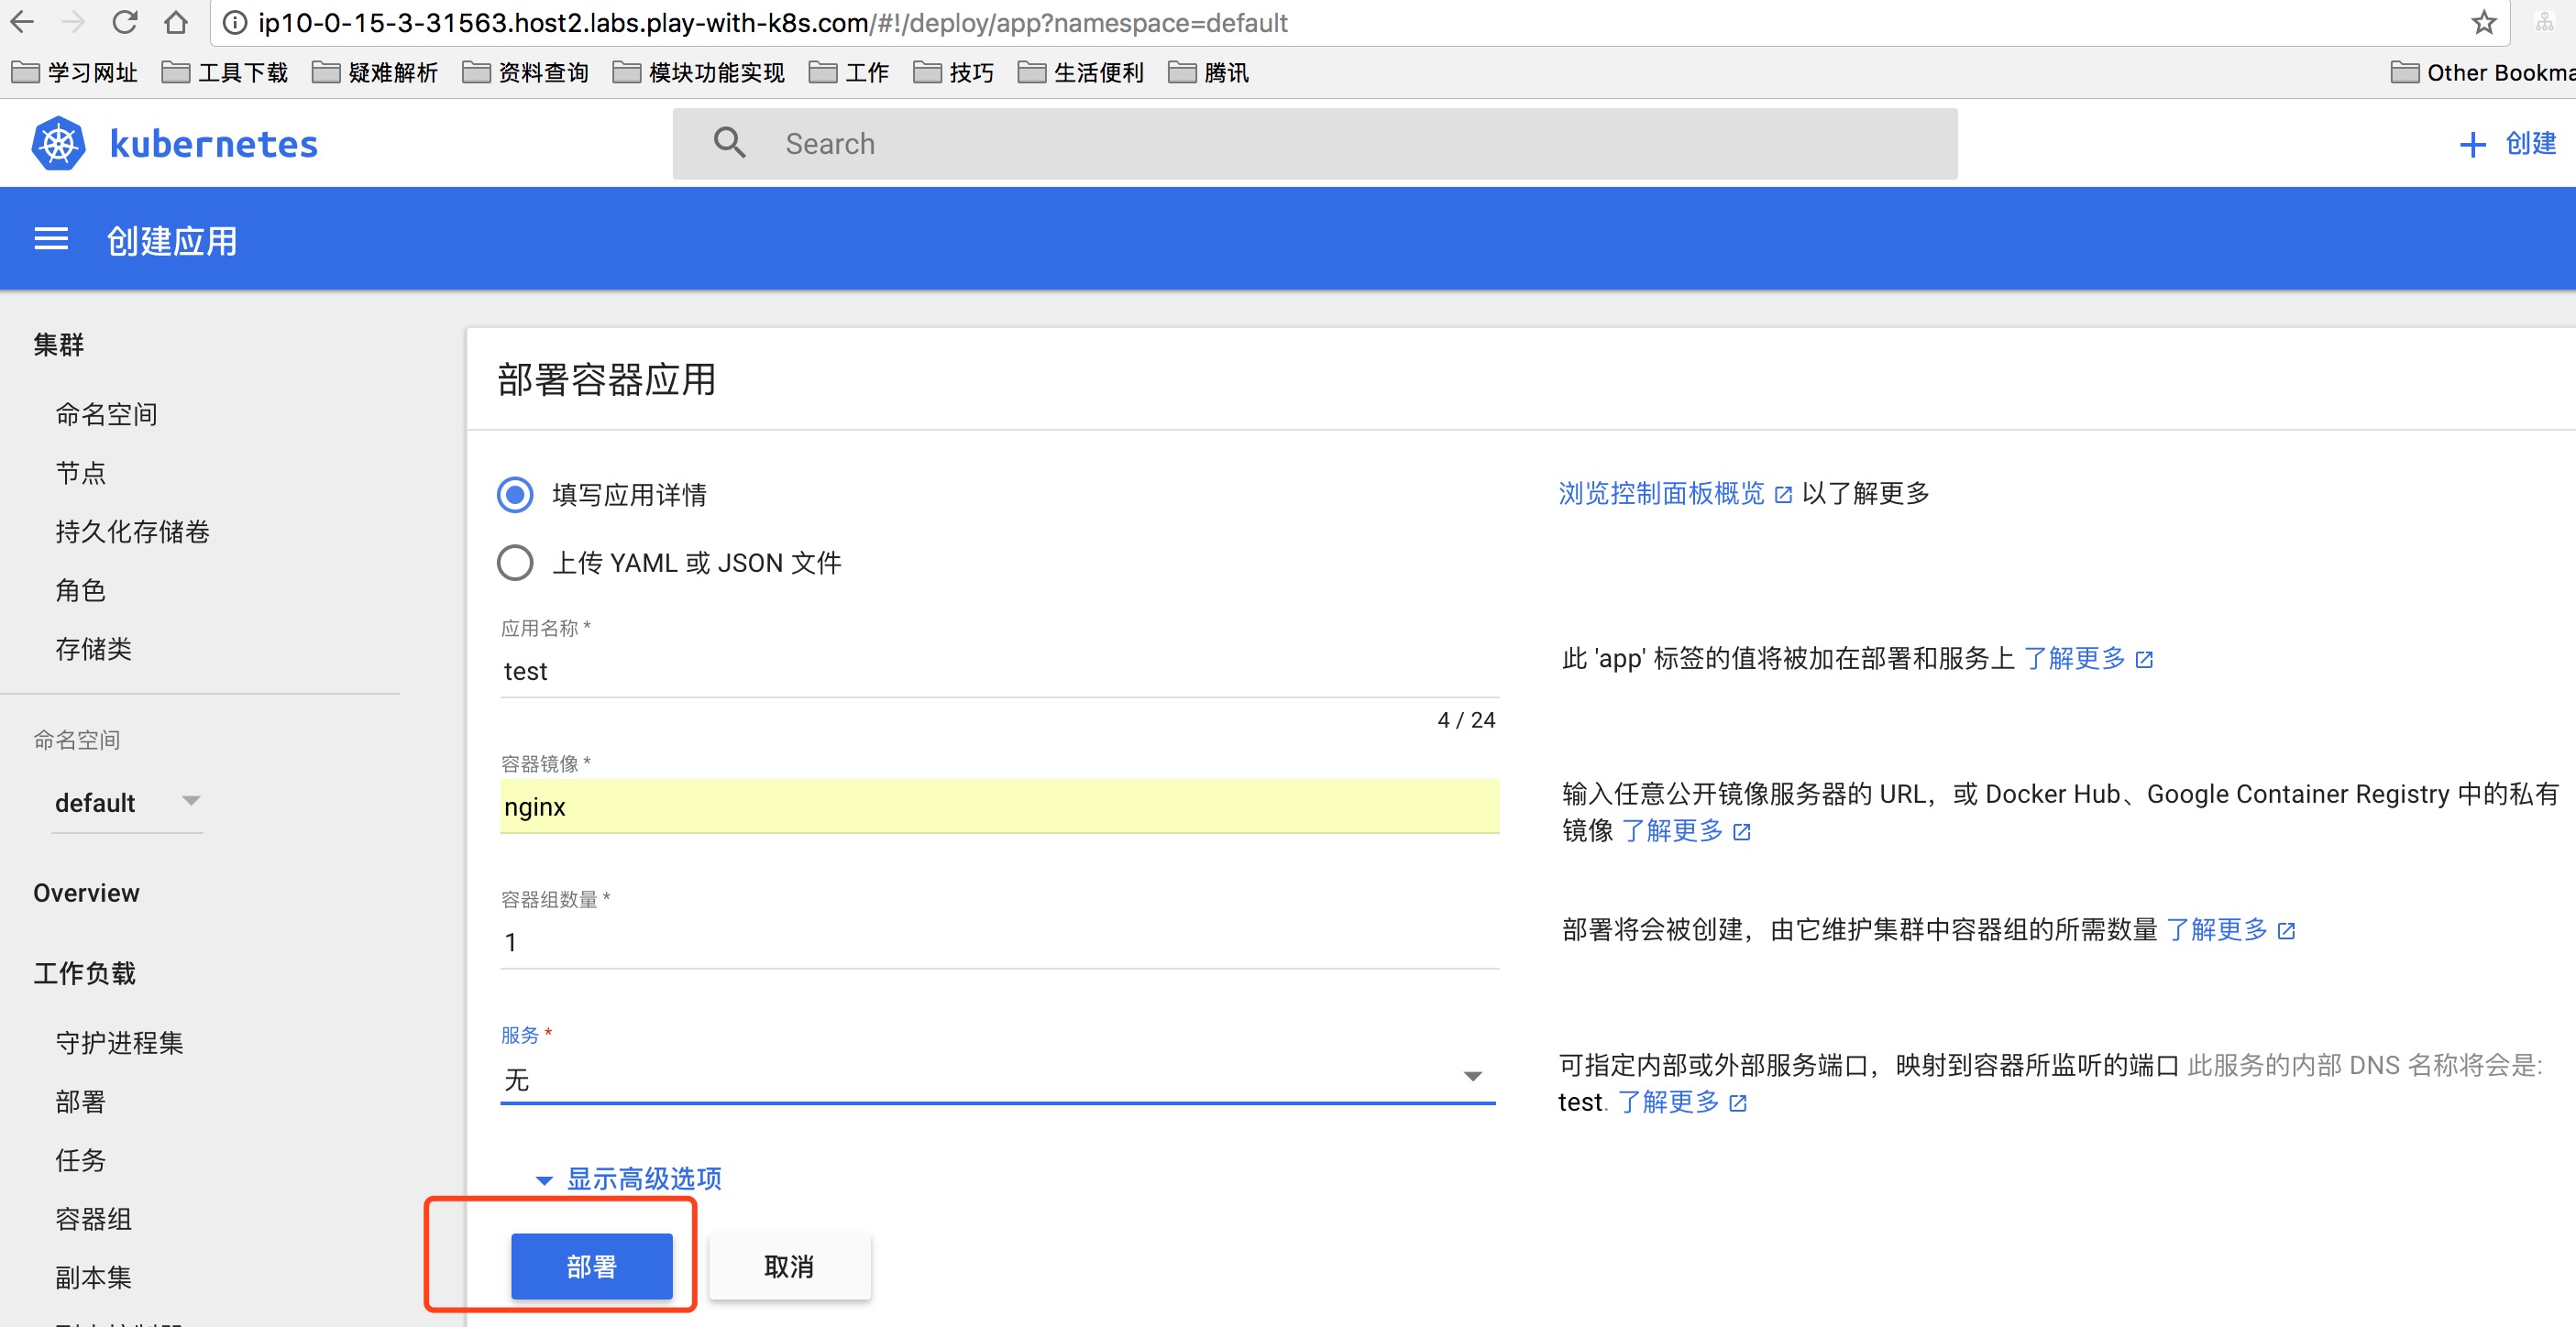 ip10-0-15-3-31563.host2.labs.play-with-k8s.com/#!/deploy/app?namespace=default
学习网址 工具下载 疑难解析 资料查询 模块功能实现 工作 技巧 生活便利 腾讯 Other
kubernetes
Search
创建
创建应用
集群
命名空间
节点
持久化存储卷
角色
存储类
命名空间
default
Overview
工作负载
守护进程集
部署
任务
容器组
副本集
部署容器应用
填写应用详情
浏览控制面板概览 以了解更多
上传 YAML 或 JSON 文件
应用名称 *
test
4 / 24
此 'app' 标签的值将被加在部署和服务上 了解更多
容器镜像 *
nginx
输入任意公开镜像服务器的 URL，或 Docker Hub、Google Container Registry 中的私有
镜像 了解更多
容器组数量 *
1
部署将会被创建，由它维护集群中容器组的所需数量 了解更多
服务 *
无
可指定内部或外部服务端口，映射到容器所监听的端口 此服务的内部 DNS 名称将会是:
test. 了解更多
显示高级选项
部署
取消